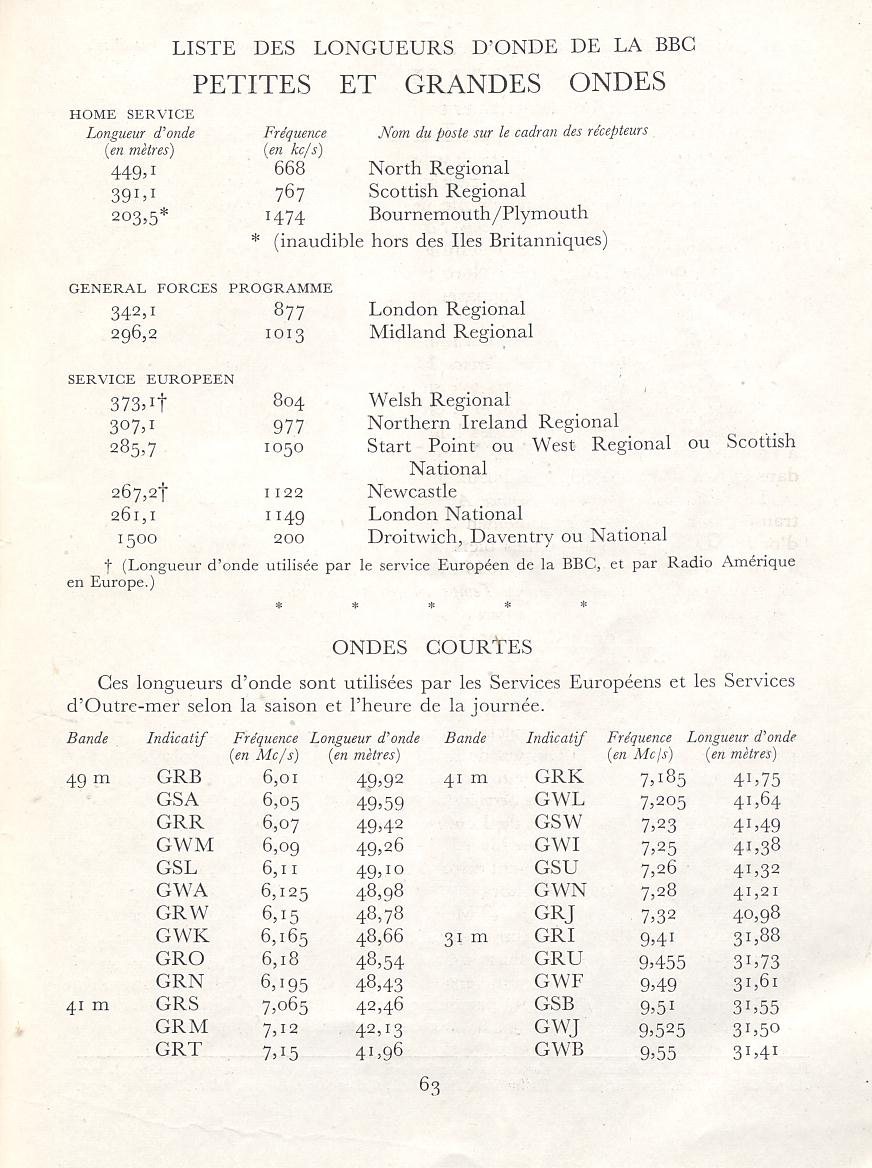 LISTE DES LONGUEURS D'ONDE DE LA BBC
PETITES ET GRANDES ONDES
HOME SERVICE
Longueur d'onde Fréquence Nom du poste sur le cadran des récepteurs
(en mètres) (en kc/s)
449,1 668 North Regional
391,1 767 Scottish Regional
203,5* 1474 Bournemouth/Plymouth
* (inaudible hors des Iles Britanniques)
GENERAL FORCES PROGRAMME
342,1 877 London Regional
296,2 1013 Midland Regional
SERVICE EUROPEEN
373,1† 804 Welsh Regional
307,1 977 Northern Ireland Regional
285,7 1050 Start Point ou West Regional ou Scottish
National
267,2† 1122 Newcastle
261,1 1149 London National
1500 200 Droitwich, Daventry ou National
† (Longueur d'onde utilisée par le service Européen de la BBC, et par Radio Amérique
en Europe.)
* * * * *
ONDES COURTES
Ces longueurs d'onde sont utilisées par les Services Européens et les Services
d'Outre-mer selon la saison et l'heure de la journée.
Bande Indicatif Fréquence Longueur d'onde Bande Indicatif Fréquence Longueur d'onde
(en Mc/s) (en mètres) (en Mc/s) (en mètres)
49 m GRB 6,01 49,92 41 m GRK 7,185 41,75
GSA 6,05 49,59 GWL 7,205 41,64
GRR 6,07 49,42 GSW 7,23 41,49
GWM 6,09 49,26 GWI 7,25 41,38
GSL 6,11 49,10 GSU 7,26 41,32
GWA 6,125 48,98 GWN 7,28 41,21
GRW 6,15 48,78 GRJ 7,32 40,98
GWK 6,165 48,66 31 m GRI 9,41 31,88
GRO 6,18 48,54 GRU 9,455 31,73
GRN 6,195 48,43 GWF 9,49 31,61
41 m GRS 7,065 42,46 GSB 9,51 31,55
GRM 7,12 42,13 GWJ 9,525 31,50
GRT 7,15 41,96 GWB 9,55 31,41
63